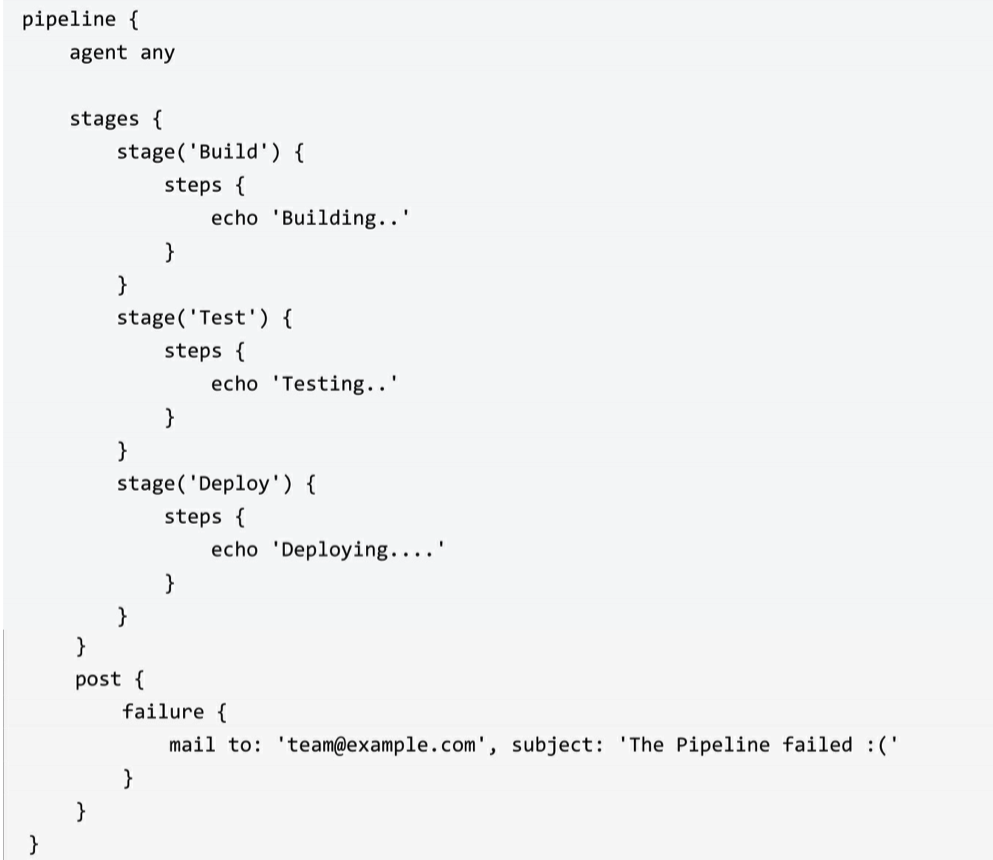 pipeline {
    agent any

    stages {
        stage('Build') {
            steps {
                echo 'Building..'
            }
        }
        stage('Test') {
            steps {
                echo 'Testing..'
            }
        }
        stage('Deploy') {
            steps {
                echo 'Deploying....'
            }
        }
    }
    post {
        failure {
            mail to: 'team@example.com', subject: 'The Pipeline failed :('
        }
    }
}